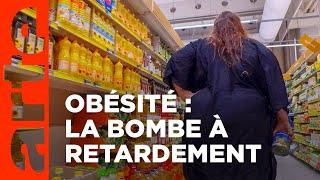 arte
OBÉSITÉ :
LA BOMBE À
RETARDEMENT